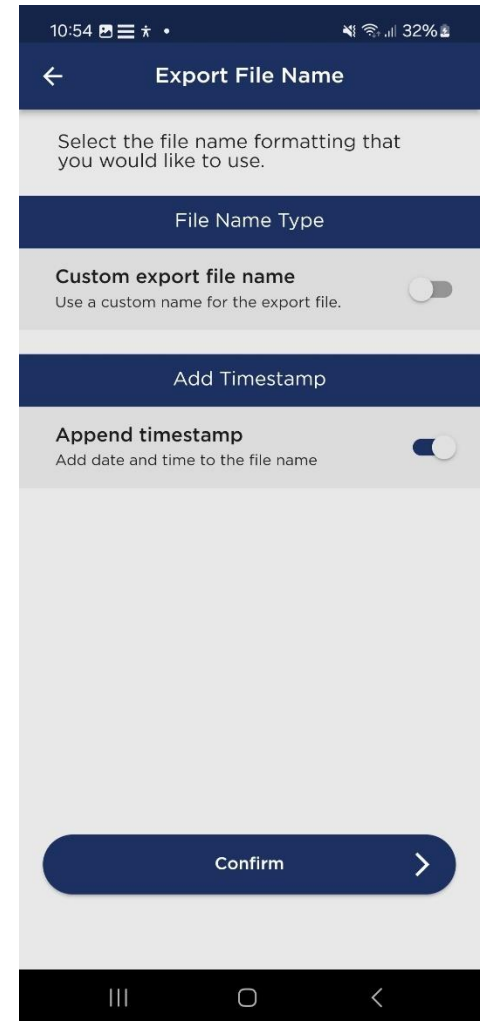 10:54 32%
Export File Name
Select the file name formatting that
you would like to use.
File Name Type
Custom export file name
Use a custom name for the export file.
Add Timestamp
Append timestamp
Add date and time to the file name
Confirm